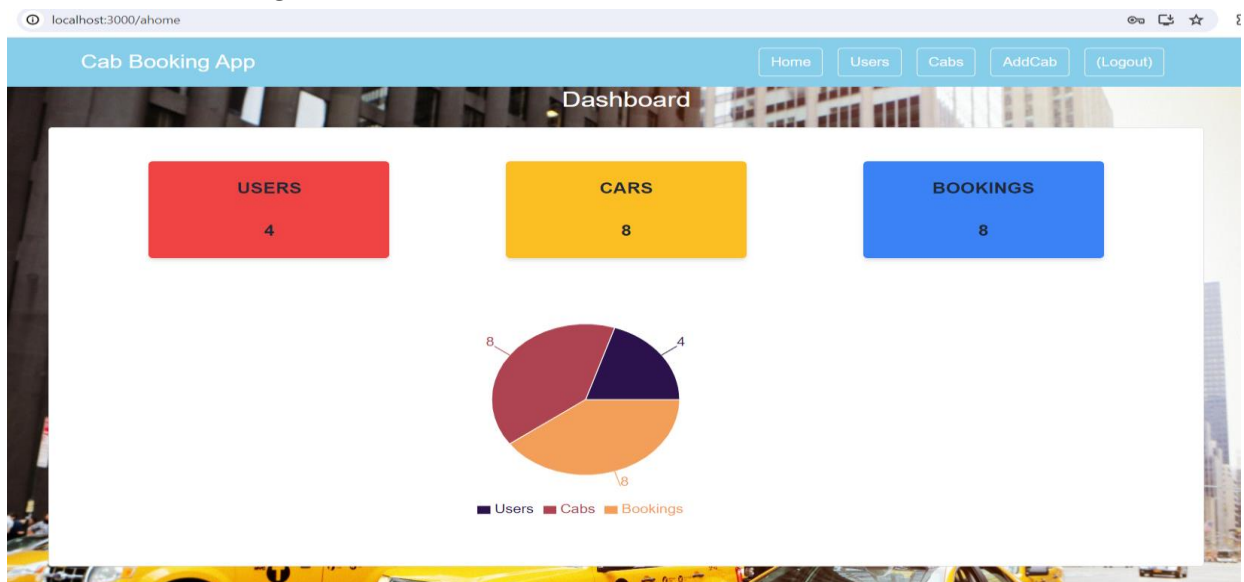 localhost:3000/ahome
Cab Booking App Home Users Cabs AddCab (Logout)
Dashboard
USERS CARS BOOKINGS
4 8 8
8 4
8
Users Cabs Bookings